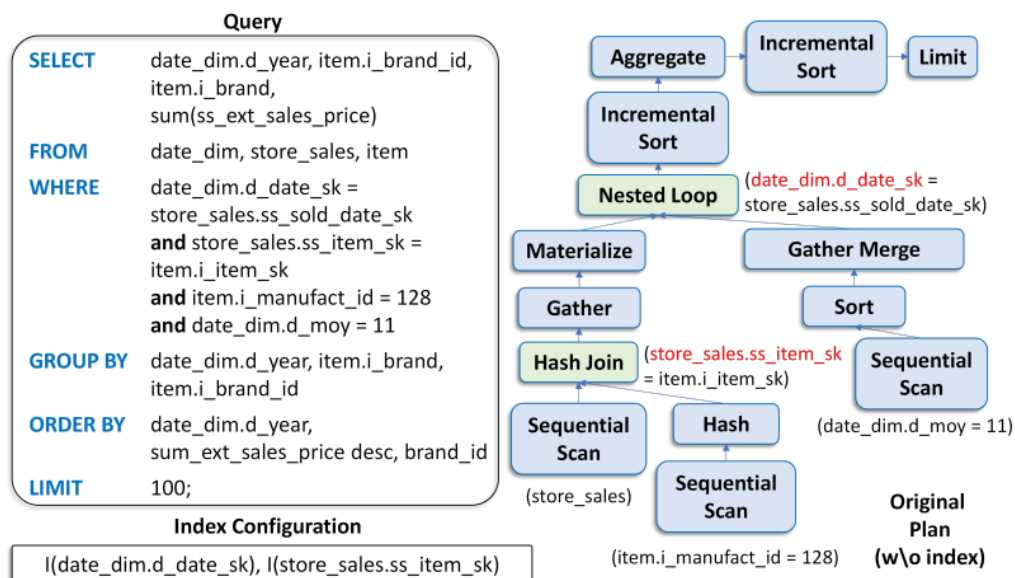 Query
SELECT date_dim.d_year, item.i_brand_id,
item.i_brand,
sum(ss_ext_sales_price)
FROM date_dim, store_sales, item
WHERE date_dim.d_date_sk =
store_sales.ss_sold_date_sk
and store_sales.ss_item_sk =
item.i_item_sk
and item.i_manufact_id = 128
and date_dim.d_moy = 11
GROUP BY date_dim.d_year, item.i_brand,
item.i_brand_id
ORDER BY date_dim.d_year,
sum_ext_sales_price desc, brand_id
LIMIT 100;
Index Configuration
I(date_dim.d_date_sk), I(store_sales.ss_item_sk)
Aggregate
Incremental
Sort
Limit
Incremental
Sort
Nested Loop
(date_dim.d_date_sk =
store_sales.ss_sold_date_sk)
Materialize
Gather Merge
Gather
Sort
Hash Join
(store_sales.ss_item_sk
= item.i_item_sk)
Sequential
Scan
(date_dim.d_moy = 11)
Sequential
Scan
(store_sales)
Hash
Sequential
Scan
(item.i_manufact_id = 128)
Original
Plan
(w\o index)